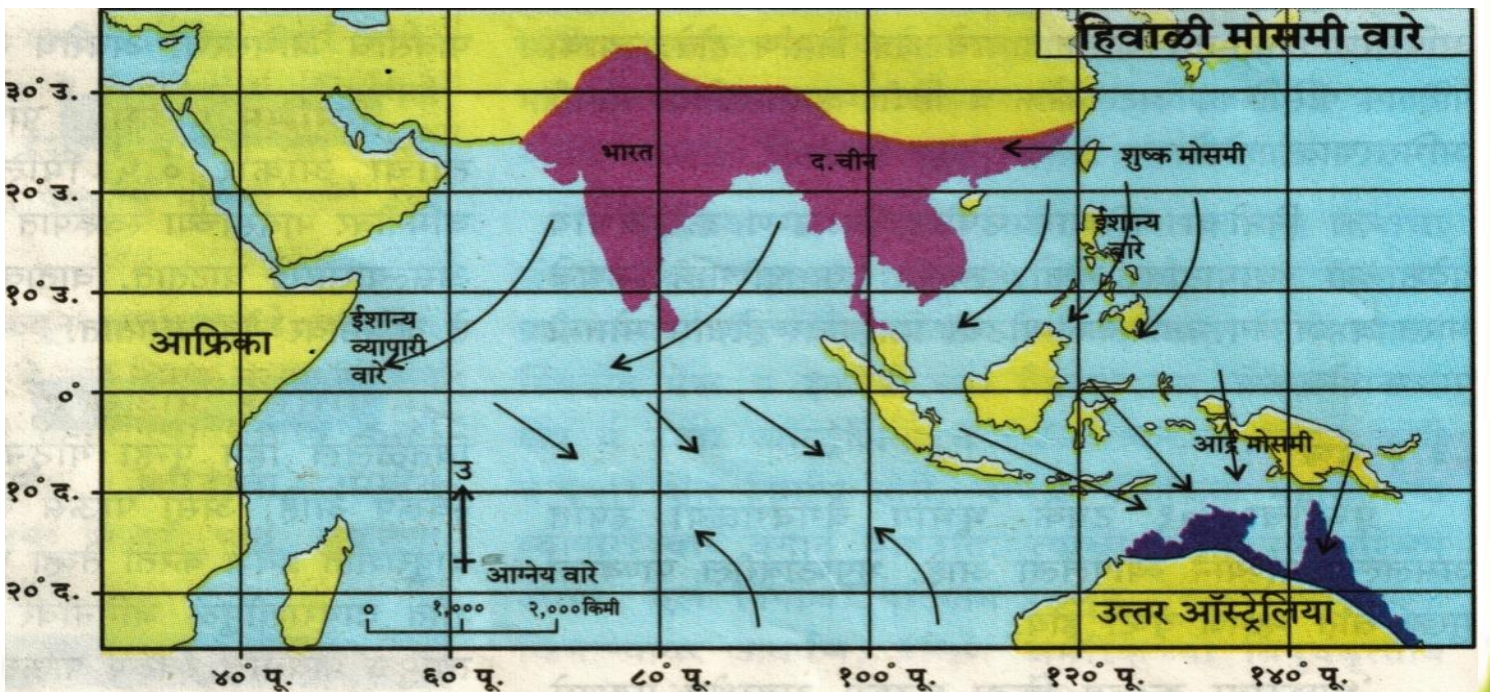 हिवाळी मोसमी वारे
३०° उ.
भारत
द. चीन
शुष्क मोसमी
२०° उ.
ईशान्य
वारे
१०° उ.
आफ्रिका
ईशान्य
व्यापारी
वारे
०°
आर्द्र मोसमी
उ
१०° द.
आग्नेय वारे
२०° द.
० १,००० २,०००किमी
उत्तर ऑस्ट्रेलिया
४०° पू. ६०° पू. ८०° पू. १००° पू. १२०° पू. १४०° पू.